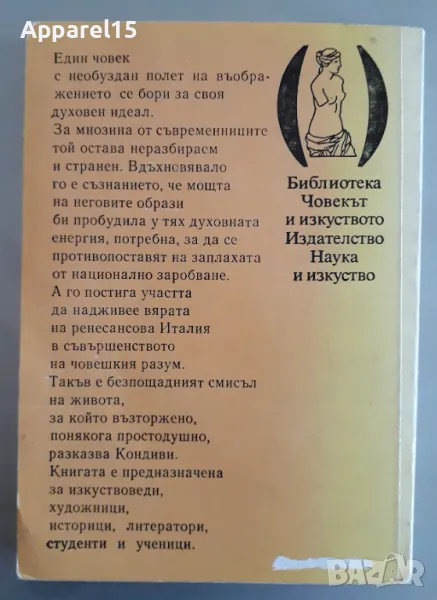 Apparel15
Един човек
с необуздан полет на въобра-
жението се бори за своя
духовен идеал.
За мнозина от съвременниците
той остава неразбираем
и странен. Вдъхновявало
го е съзнанието, че мощта
на неговите образи
би пробудила у тях духовната
енергия, потребна, за да се
противопоставят на заплахата
от национално заробване.
А го постига участта
да надживее вярата
на ренесансова Италия
в съвършенството
на човешкия разум.
Такъв е безпощадният смисъл
на живота,
за който възторжено,
понякога простодушно,
разказва Кондиви.
Книгата е предназначена
за изкуствоведи,
художници,
историци, литератори,
студенти и ученици.
Библиотека
Човекът
и изкуството
Издателство
Наука
и изкуство
BAZAR